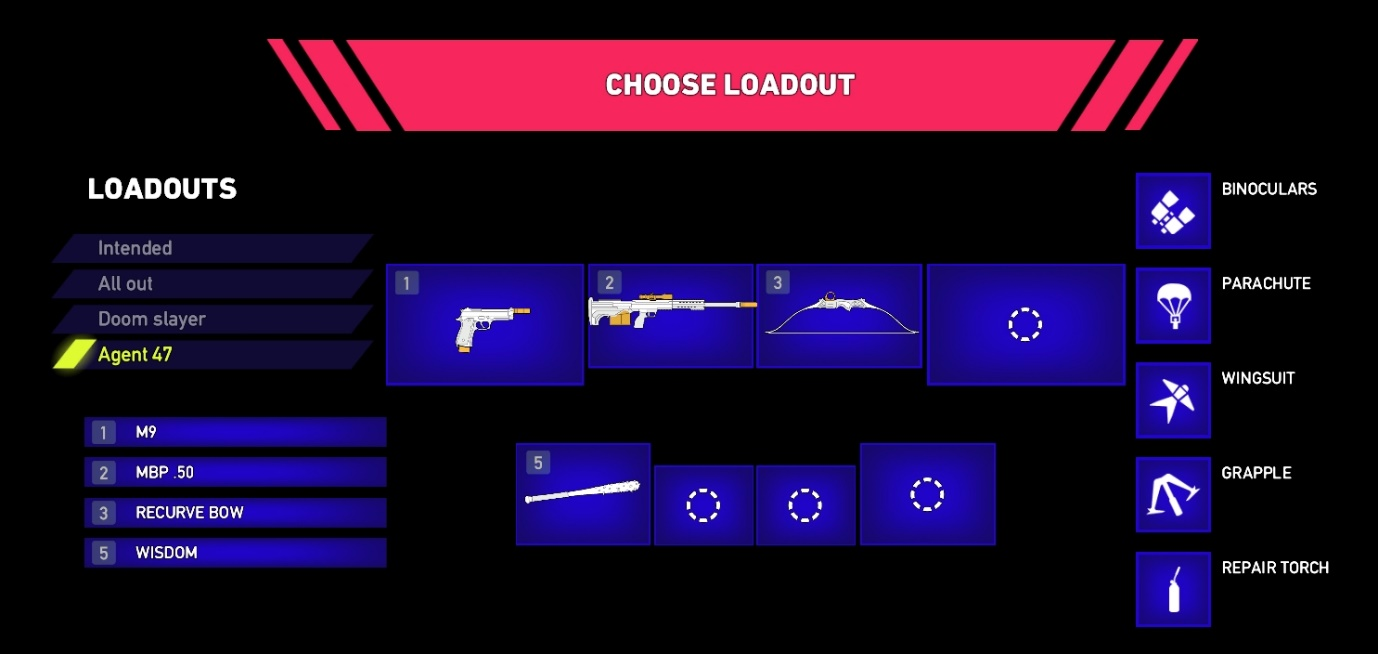 CHOOSE LOADOUT
LOADOUTS
Intended
All out
Doom slayer
Agent 47
1 M9
2 MBP .50
3 RECURVE BOW
5 WISDOM
1
2
3
5
BINOCULARS
PARACHUTE
WINGSUIT
GRAPPLE
REPAIR TORCH